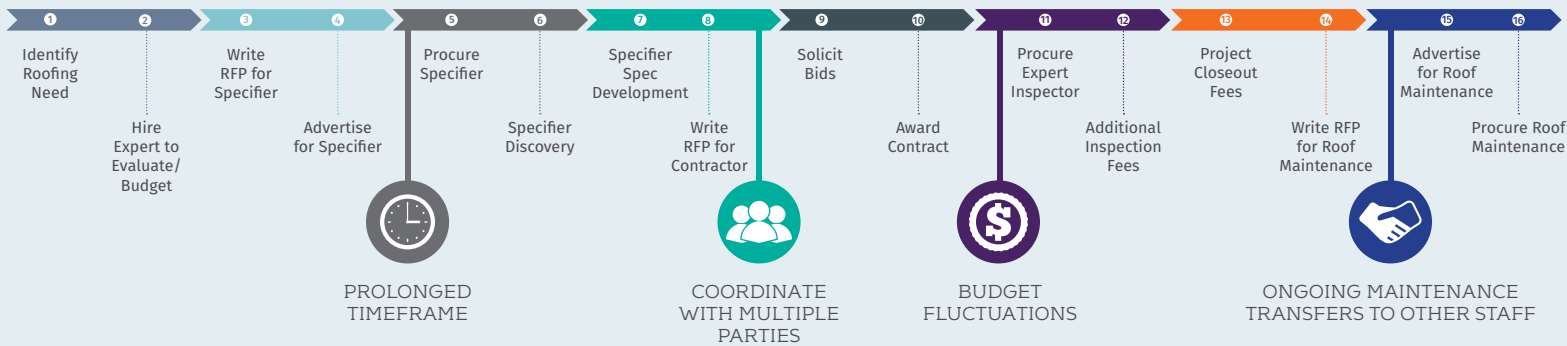 1
2
3
4
5
6
7
8
9
10
11
12
13
14
15
16
Identify
Roofing
Need
Hire
Expert to
Evaluate/
Budget
Write
RFP for
Specifier
Advertise
for Specifier
Procure
Specifier
Specifier
Discovery
Specifier
Spec
Development
Write
RFP for
Contractor
Solicit
Bids
Award
Contract
Procure
Expert
Inspector
Additional
Inspection
Fees
Project
Closeout
Fees
Write RFP
for Roof
Maintenance
Advertise
for Roof
Maintenance
Procure Roof
Maintenance
$
PROLONGED
TIMEFRAME
COORDINATE
WITH MULTIPLE
PARTIES
BUDGET
FLUCTUATIONS
ONGOING MAINTENANCE
TRANSFERS TO OTHER STAFF